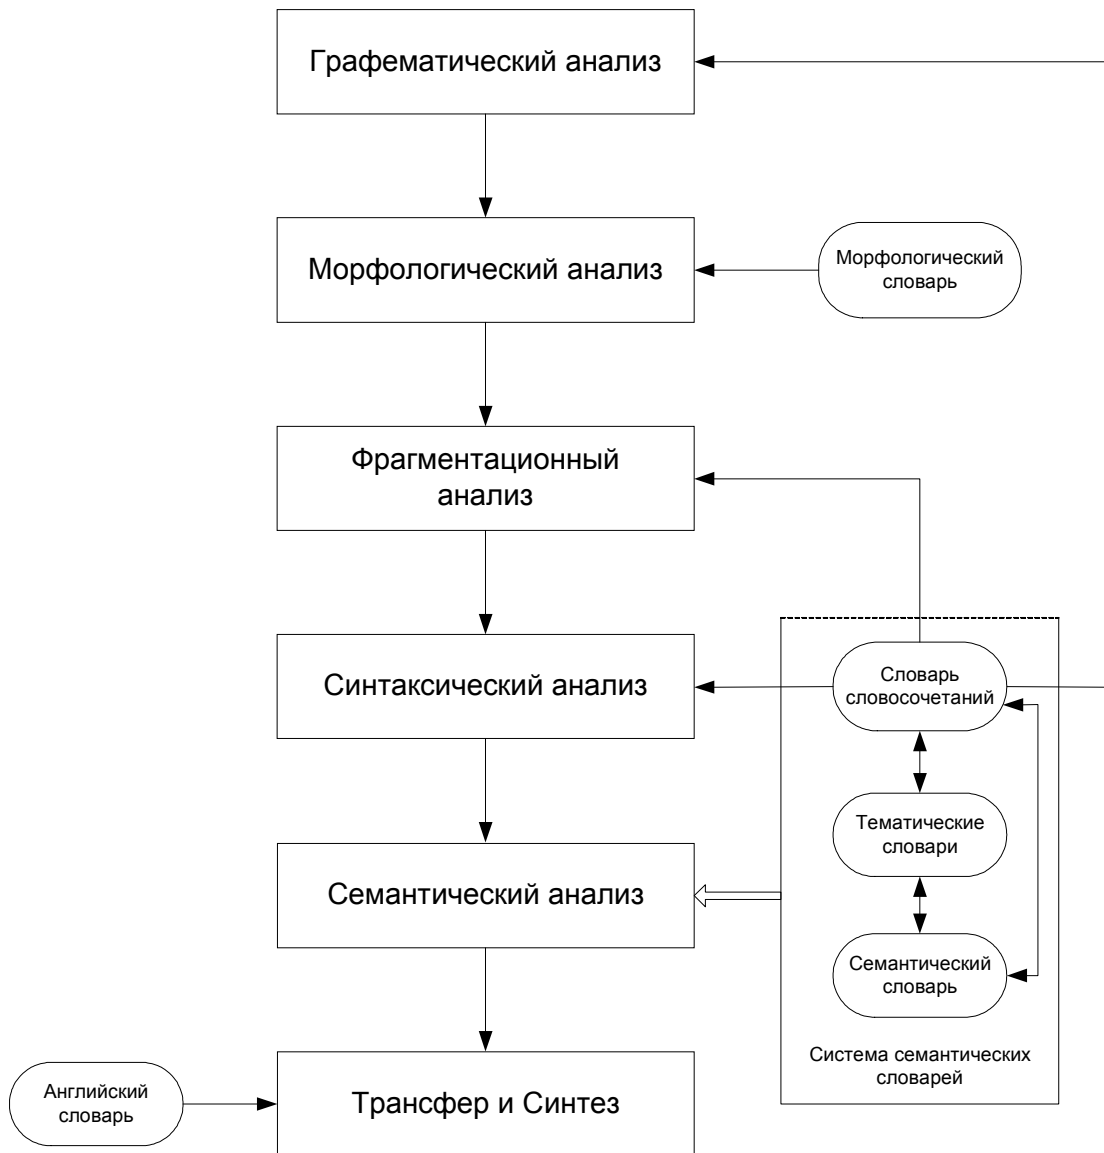 Графематический анализ
Морфологический анализ
Морфологический
словарь
Фрагментационный
анализ
Синтаксический анализ
Словарь
словосочетаний
Тематические
словари
Семантический анализ
Семантический
словарь
Система семантических
словарей
Английский
словарь
Трансфер и Синтез